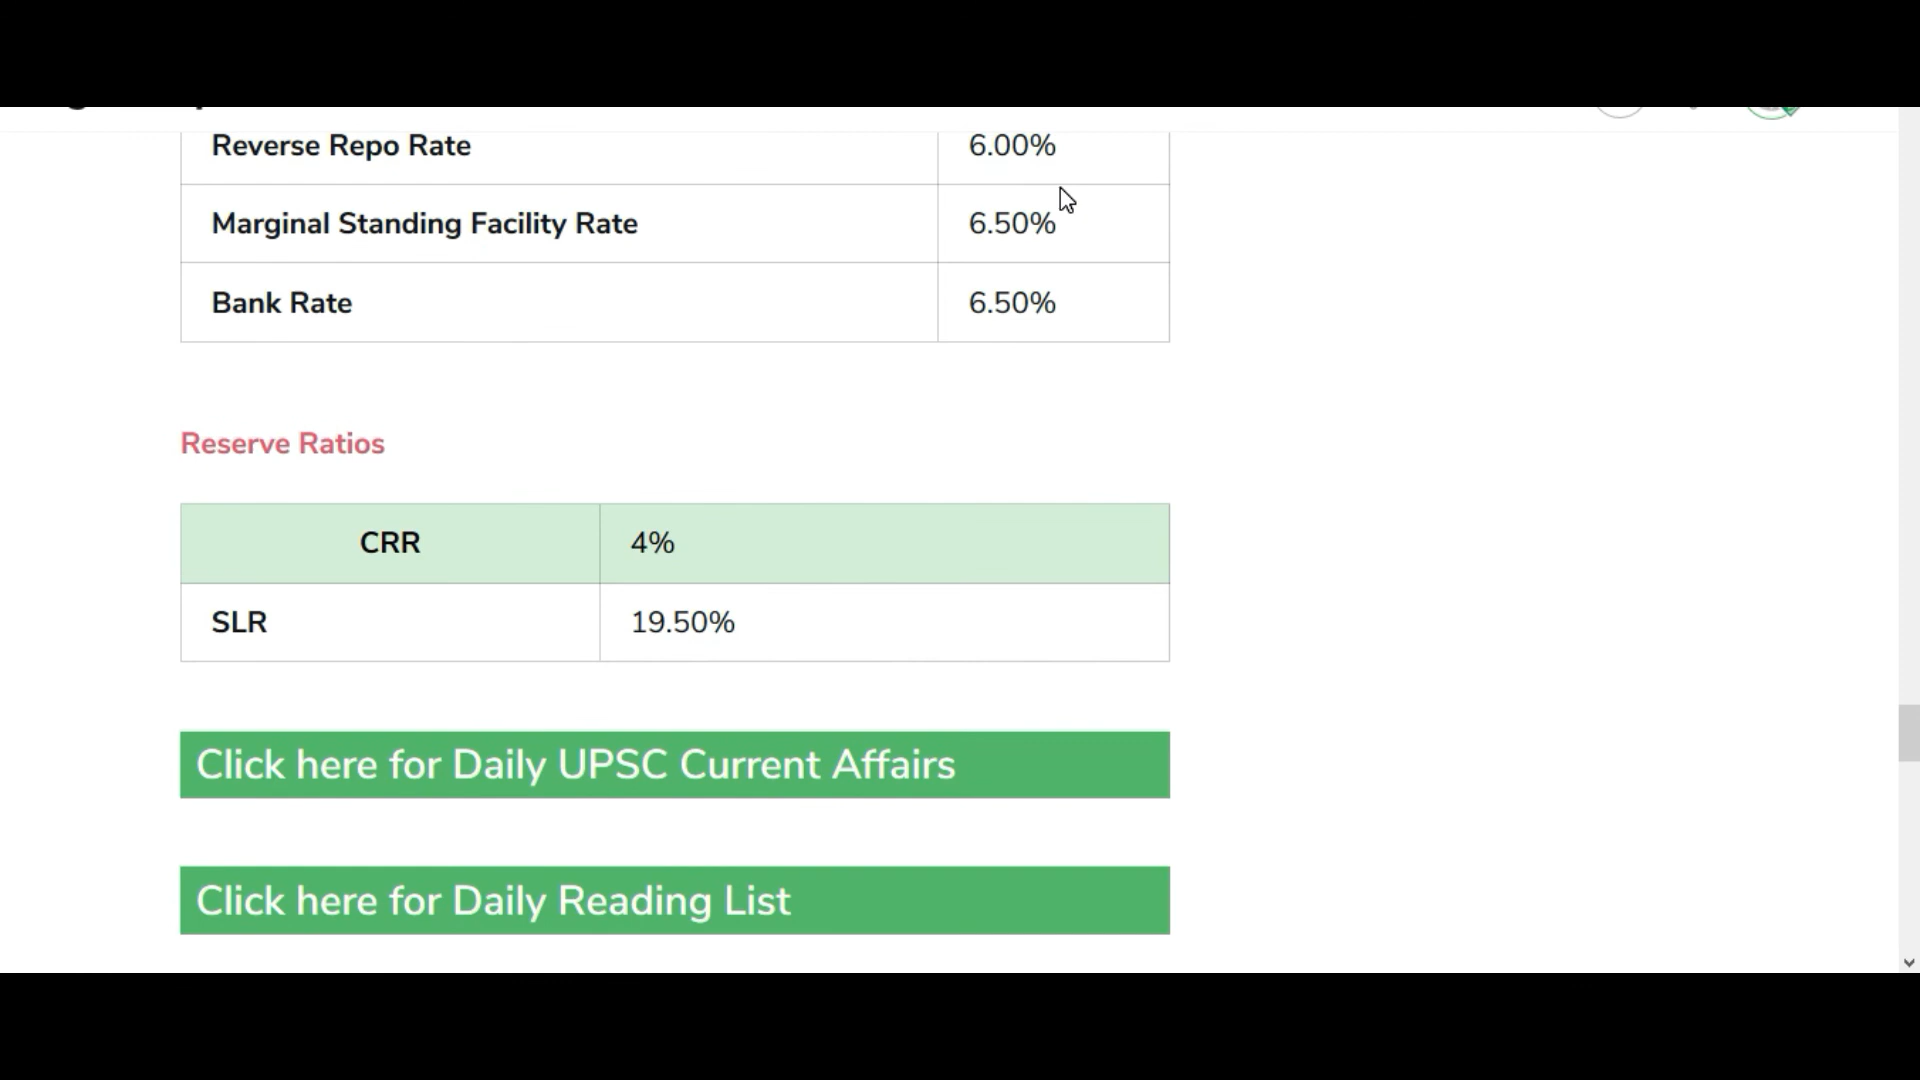 Reverse Repo Rate 6.00%
Marginal Standing Facility Rate 6.50%
Bank Rate 6.50%
Reserve Ratios
CRR 4%
SLR 19.50%
Click here for Daily UPSC Current Affairs
Click here for Daily Reading List